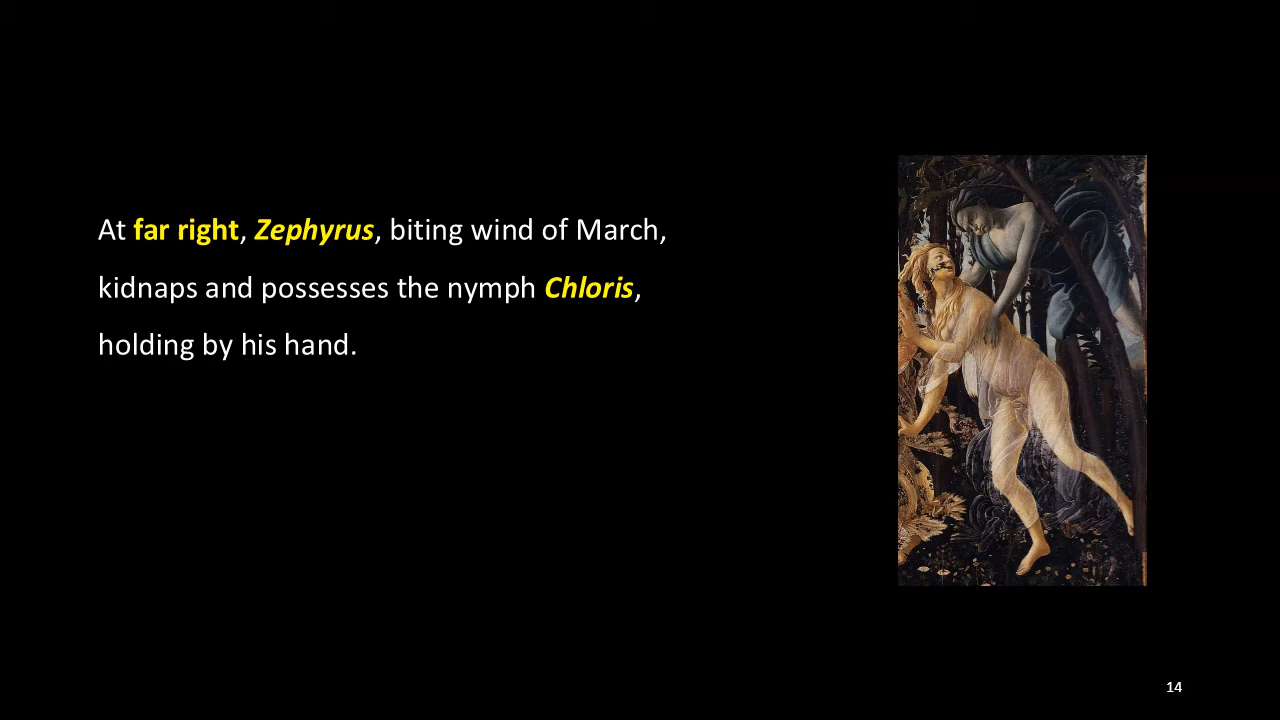 At far right, Zephyrus, biting wind of March,
kidnaps and possesses the nymph Chloris,
holding by his hand.
14